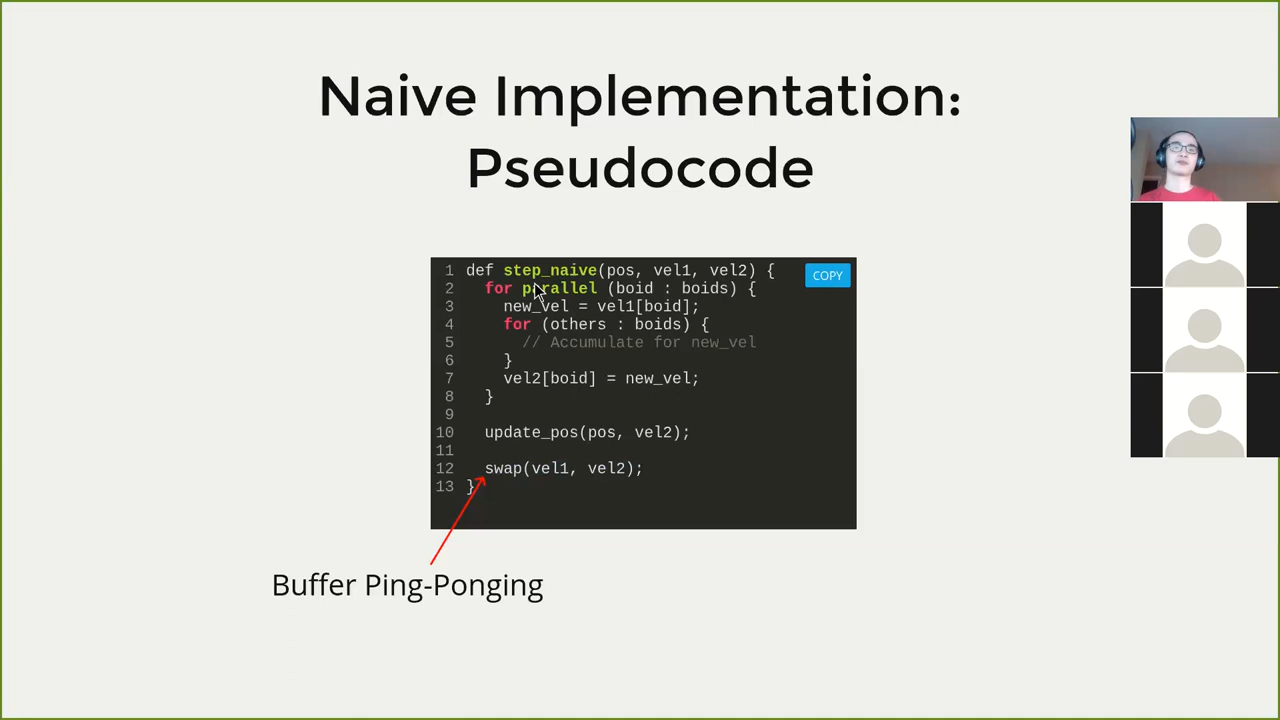 Naive Implementation:
Pseudocode
COPY
1 def step_naive(pos, vel1, vel2) {
2 for parallel (boid : boids) {
3 new_vel = vel1[boid];
4 for (others : boids) {
5 // Accumulate for new_vel
6 }
7 vel2[boid] = new_vel;
8 }
9
10 update_pos(pos, vel2);
11
12 swap(vel1, vel2);
13 }
Buffer Ping-Ponging